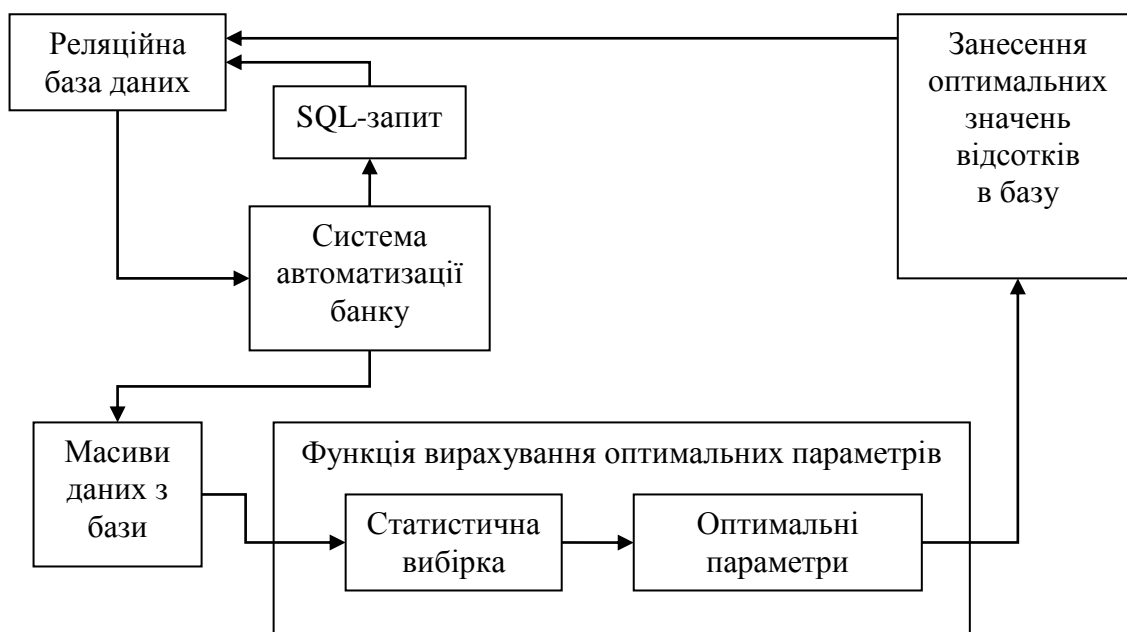 Реляційна
база даних
SQL-запит
Система
автоматизації
банку
Занесення
оптимальних
значень
відсотків
в базу
Масиви
даних з
бази
Функція вирахування оптимальних параметрів
Статистична
вибірка
Оптимальні
параметри